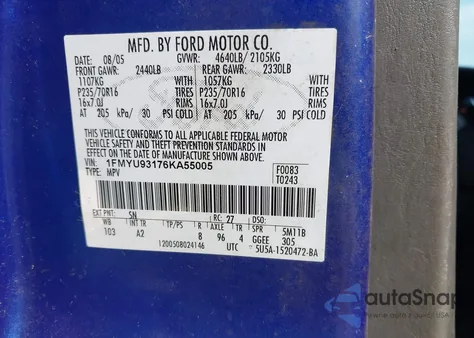 MFD. BY FORD MOTOR CO.
DATE: 08/05 GVWR: 4640LB/ 2105KG
FRONT GAWR: 2440LB REAR GAWR: 2330LB
1107KG WITH 1057KG WITH
P235/70R16 TIRES P235/70R16 TIRES
16x7.0J RIMS 16x7.0J RIMS
AT 205 kPa/ 30 PSI COLD AT 205 kPa/ 30 PSI COLD
THIS VEHICLE CONFORMS TO ALL APPLICABLE FEDERAL MOTOR
VEHICLE SAFETY AND THEFT PREVENTION STANDARDS IN EFFECT ON THE
DATE OF MANUFACTURE SHOWN ABOVE.
VIN: 1FMYU93176KA55005 F0083
TYPE: MPV T0243
EXT PNT: SN RC: 27 DSO:
WB INT TR TP/PS R AXLE TR SPR 5M11B
103 A2 8 96 4 GGEE 305
1200508024146 UTC 5U5A-1520472-BA
autoSnap